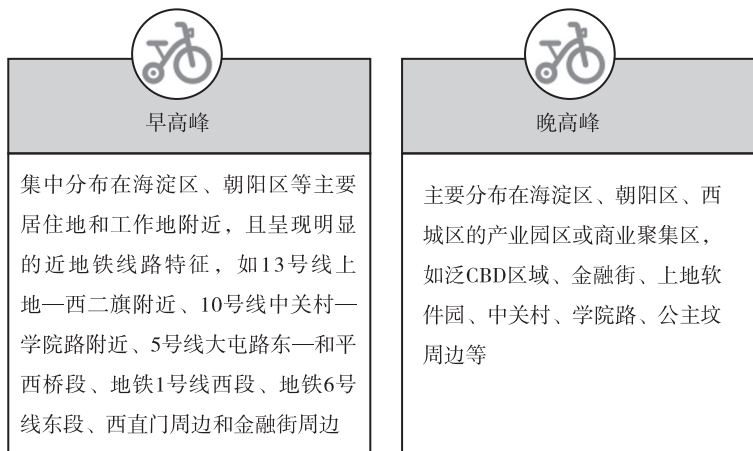 早高峰
集中分布在海淀区、朝阳区等主要
居住地和工作地附近，且呈现明显
的近地铁线路特征，如13号线上
地—西二旗附近、10号线中关村—
学院路附近、5号线大屯路东—和平
西桥段、地铁1号线西段、地铁6号
线东段、西直门周边和金融街周边
晚高峰
主要分布在海淀区、朝阳区、西
城区的产业园区或商业聚集区，
如泛CBD区域、金融街、上地软
件园、中关村、学院路、公主坟
周边等